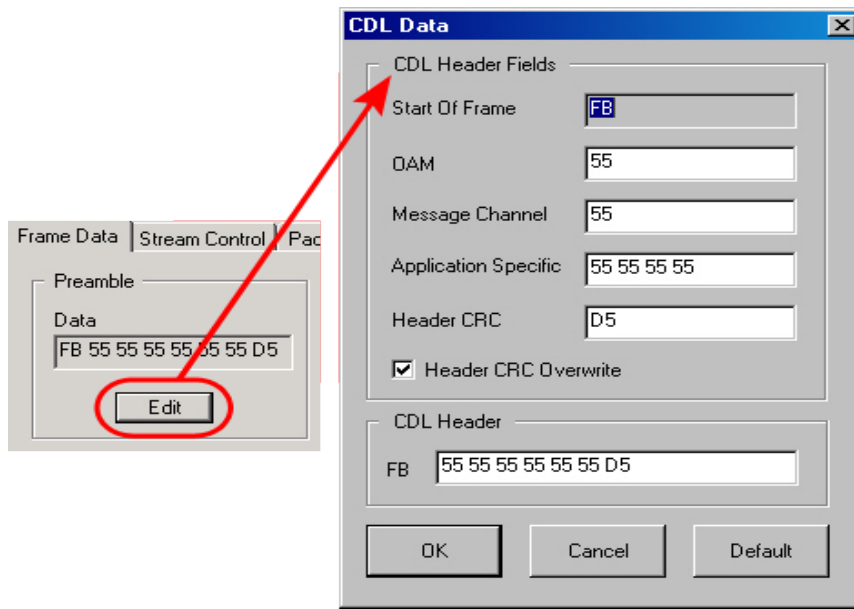 CDL Data
CDL Header Fields
Start Of Frame FB
OAM 55
Message Channel 55
Application Specific 55 55 55 55
Header CRC D5
Header CRC Overwrite
CDL Header
FB 55 55 55 55 55 55 D5
OK Cancel Default
Frame Data Stream Control Pac
Preamble
Data
FB 55 55 55 55 55 55 D5
Edit